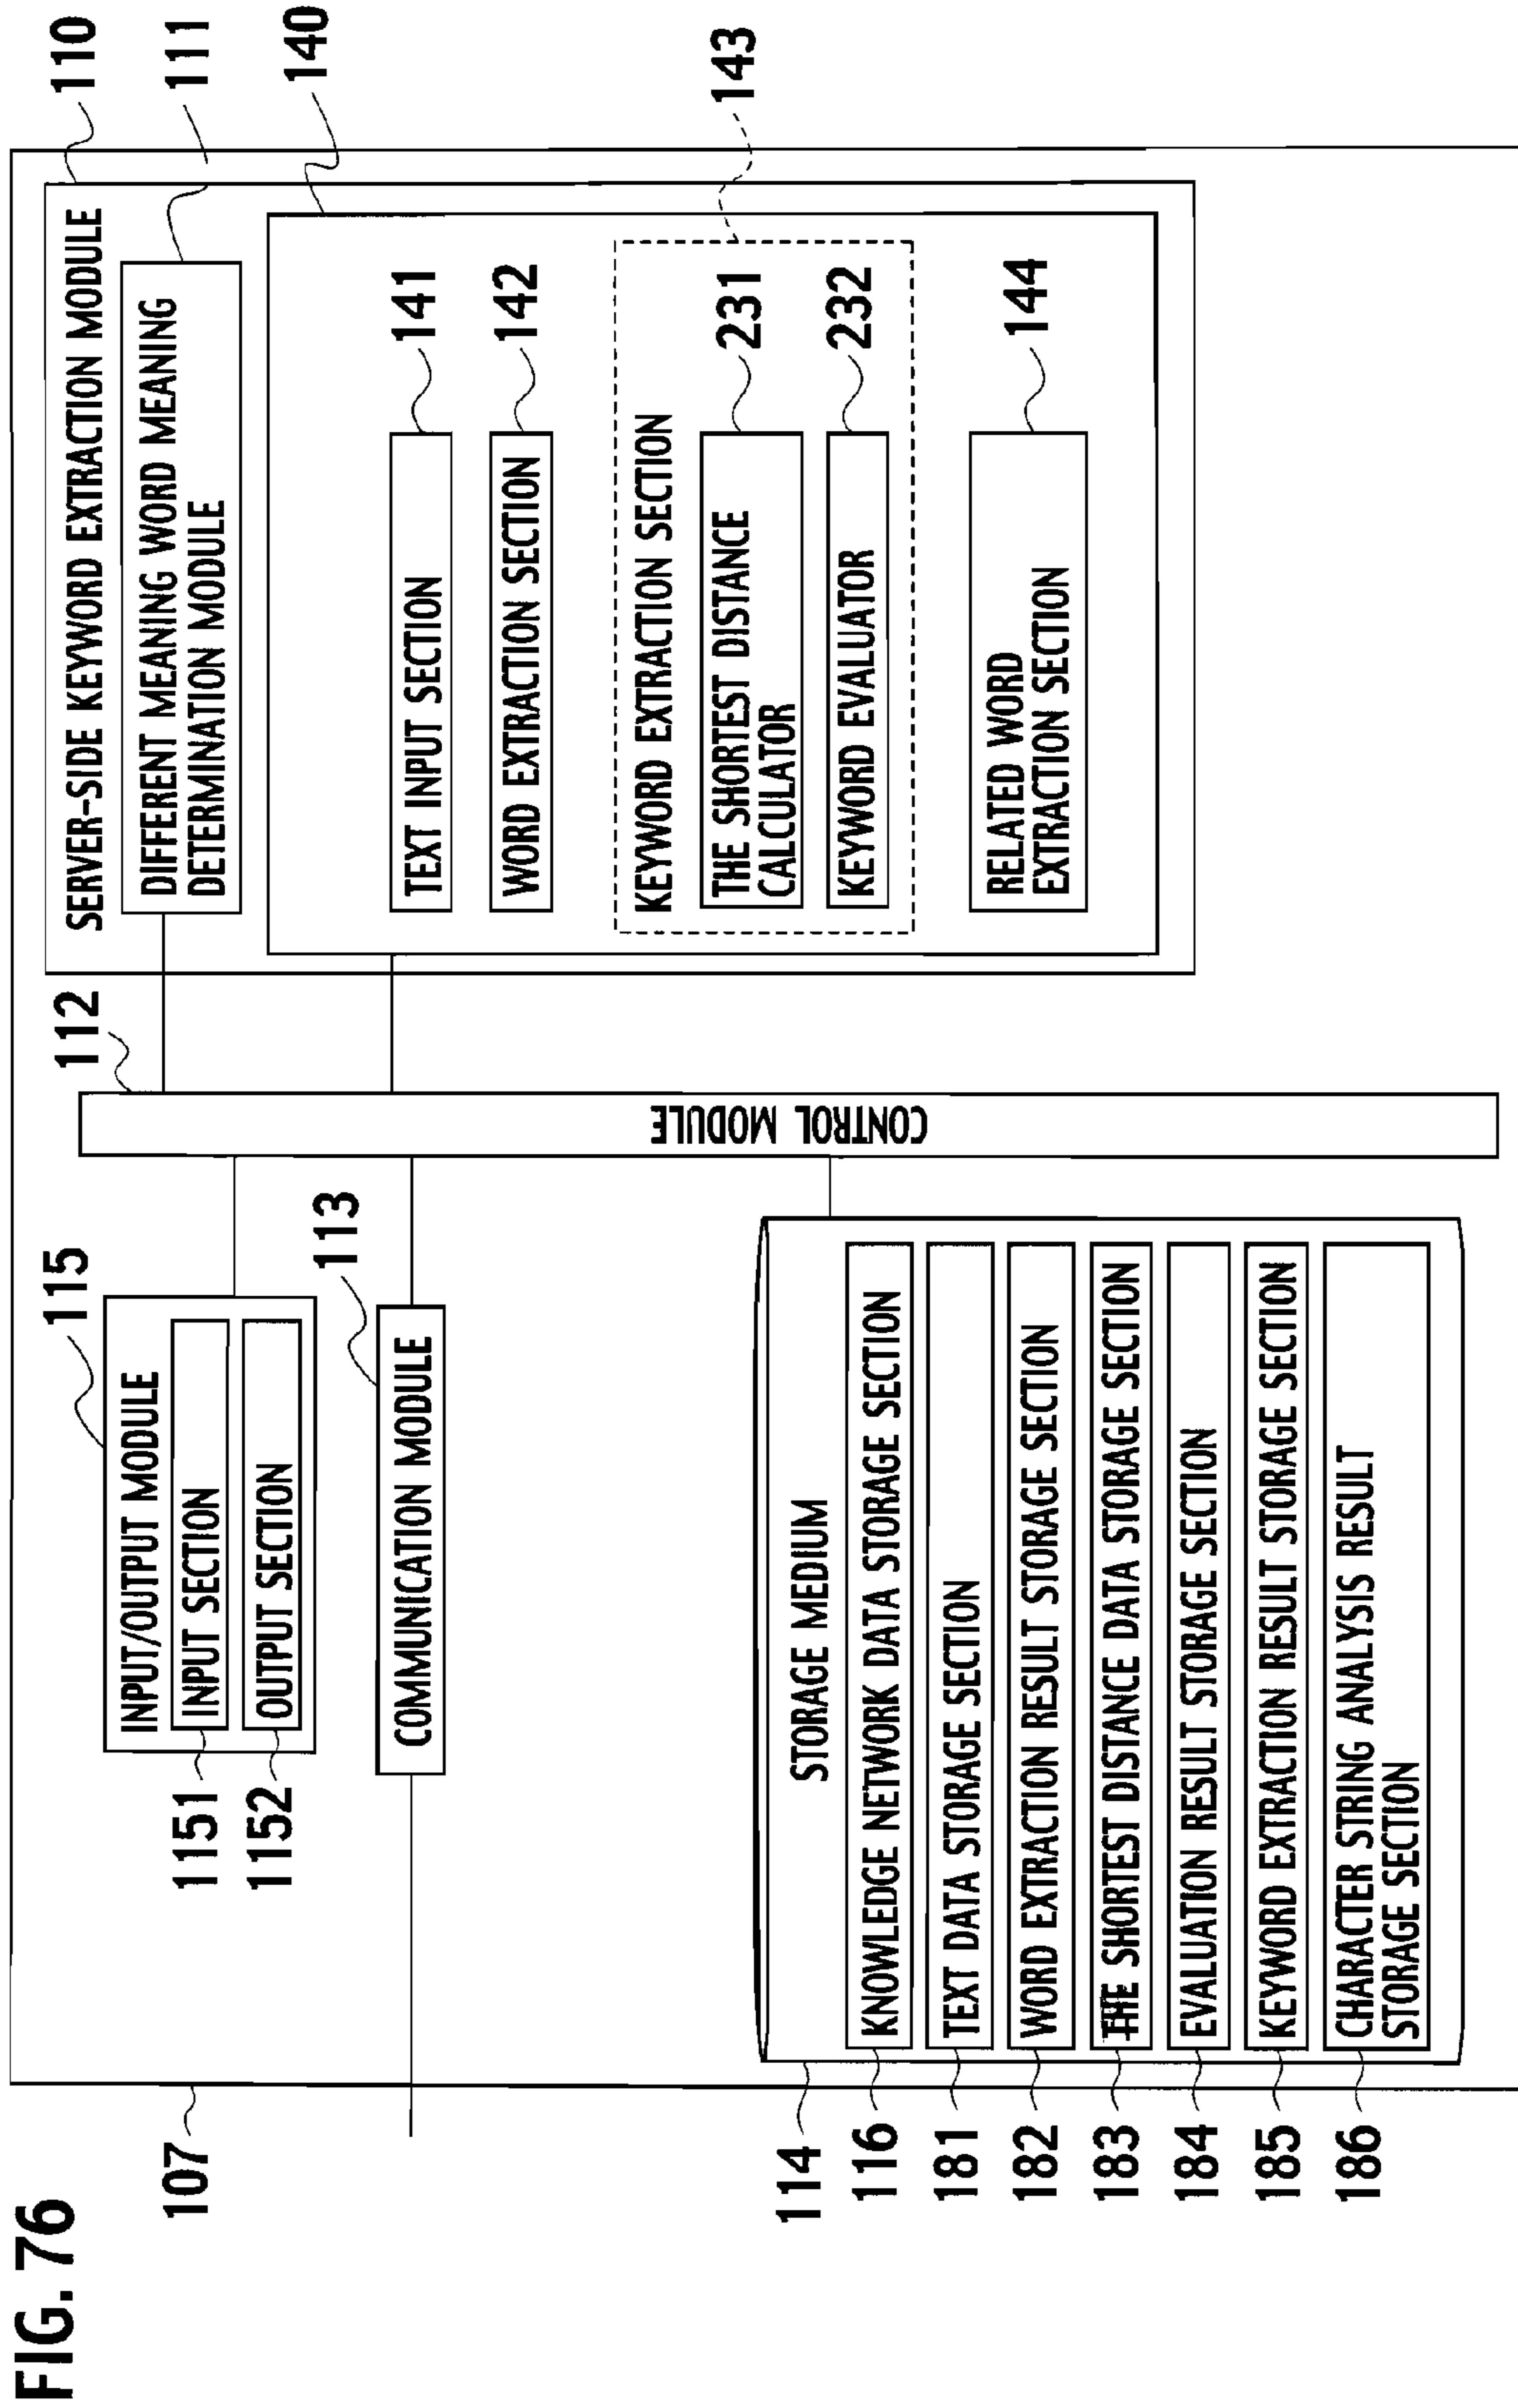 FIG. 76
107
115
INPUT/OUTPUT MODULE
1151
INPUT SECTION
1152
OUTPUT SECTION
113
COMMUNICATION MODULE
114
STORAGE MEDIUM
116
KNOWLEDGE NETWORK DATA STORAGE SECTION
181
TEXT DATA STORAGE SECTION
182
WORD EXTRACTION RESULT STORAGE SECTION
183
THE SHORTEST DISTANCE DATA STORAGE SECTION
184
EVALUATION RESULT STORAGE SECTION
185
KEYWORD EXTRACTION RESULT STORAGE SECTION
186
CHARACTER STRING ANALYSIS RESULT
STORAGE SECTION
112
CONTROL MODULE
110
SERVER-SIDE KEYWORD EXTRACTION MODULE
111
DIFFERENT MEANING WORD MEANING
DETERMINATION MODULE
140
TEXT INPUT SECTION
141
WORD EXTRACTION SECTION
142
143
KEYWORD EXTRACTION SECTION
THE SHORTEST DISTANCE
CALCULATOR
231
KEYWORD EVALUATOR
232
RELATED WORD
EXTRACTION SECTION
144